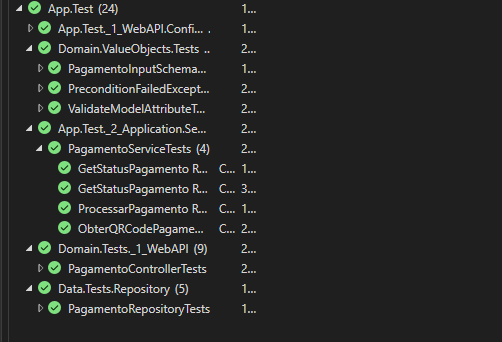 App.Test (24) 1...
App.Test._1_WebAPI.Confi... 1...
Domain.ValueObjects.Tests . 2...
PagamentoInputSchema... 1...
PreconditionFailedExcept... 2...
ValidateModelAttributeT... 2...
App.Test._2_Application.Se... 2...
PagamentoServiceTests (4) 2...
GetStatusPagamento R... C... 1...
GetStatusPagamento R... C... 3...
ProcessarPagamento R... C... 1...
ObterQRCodePagame... C... 2...
Domain.Tests._1_WebAPI (9) 2...
PagamentoControllerTests 2...
Data.Tests.Repository (5) 1...
PagamentoRepositoryTests 1...